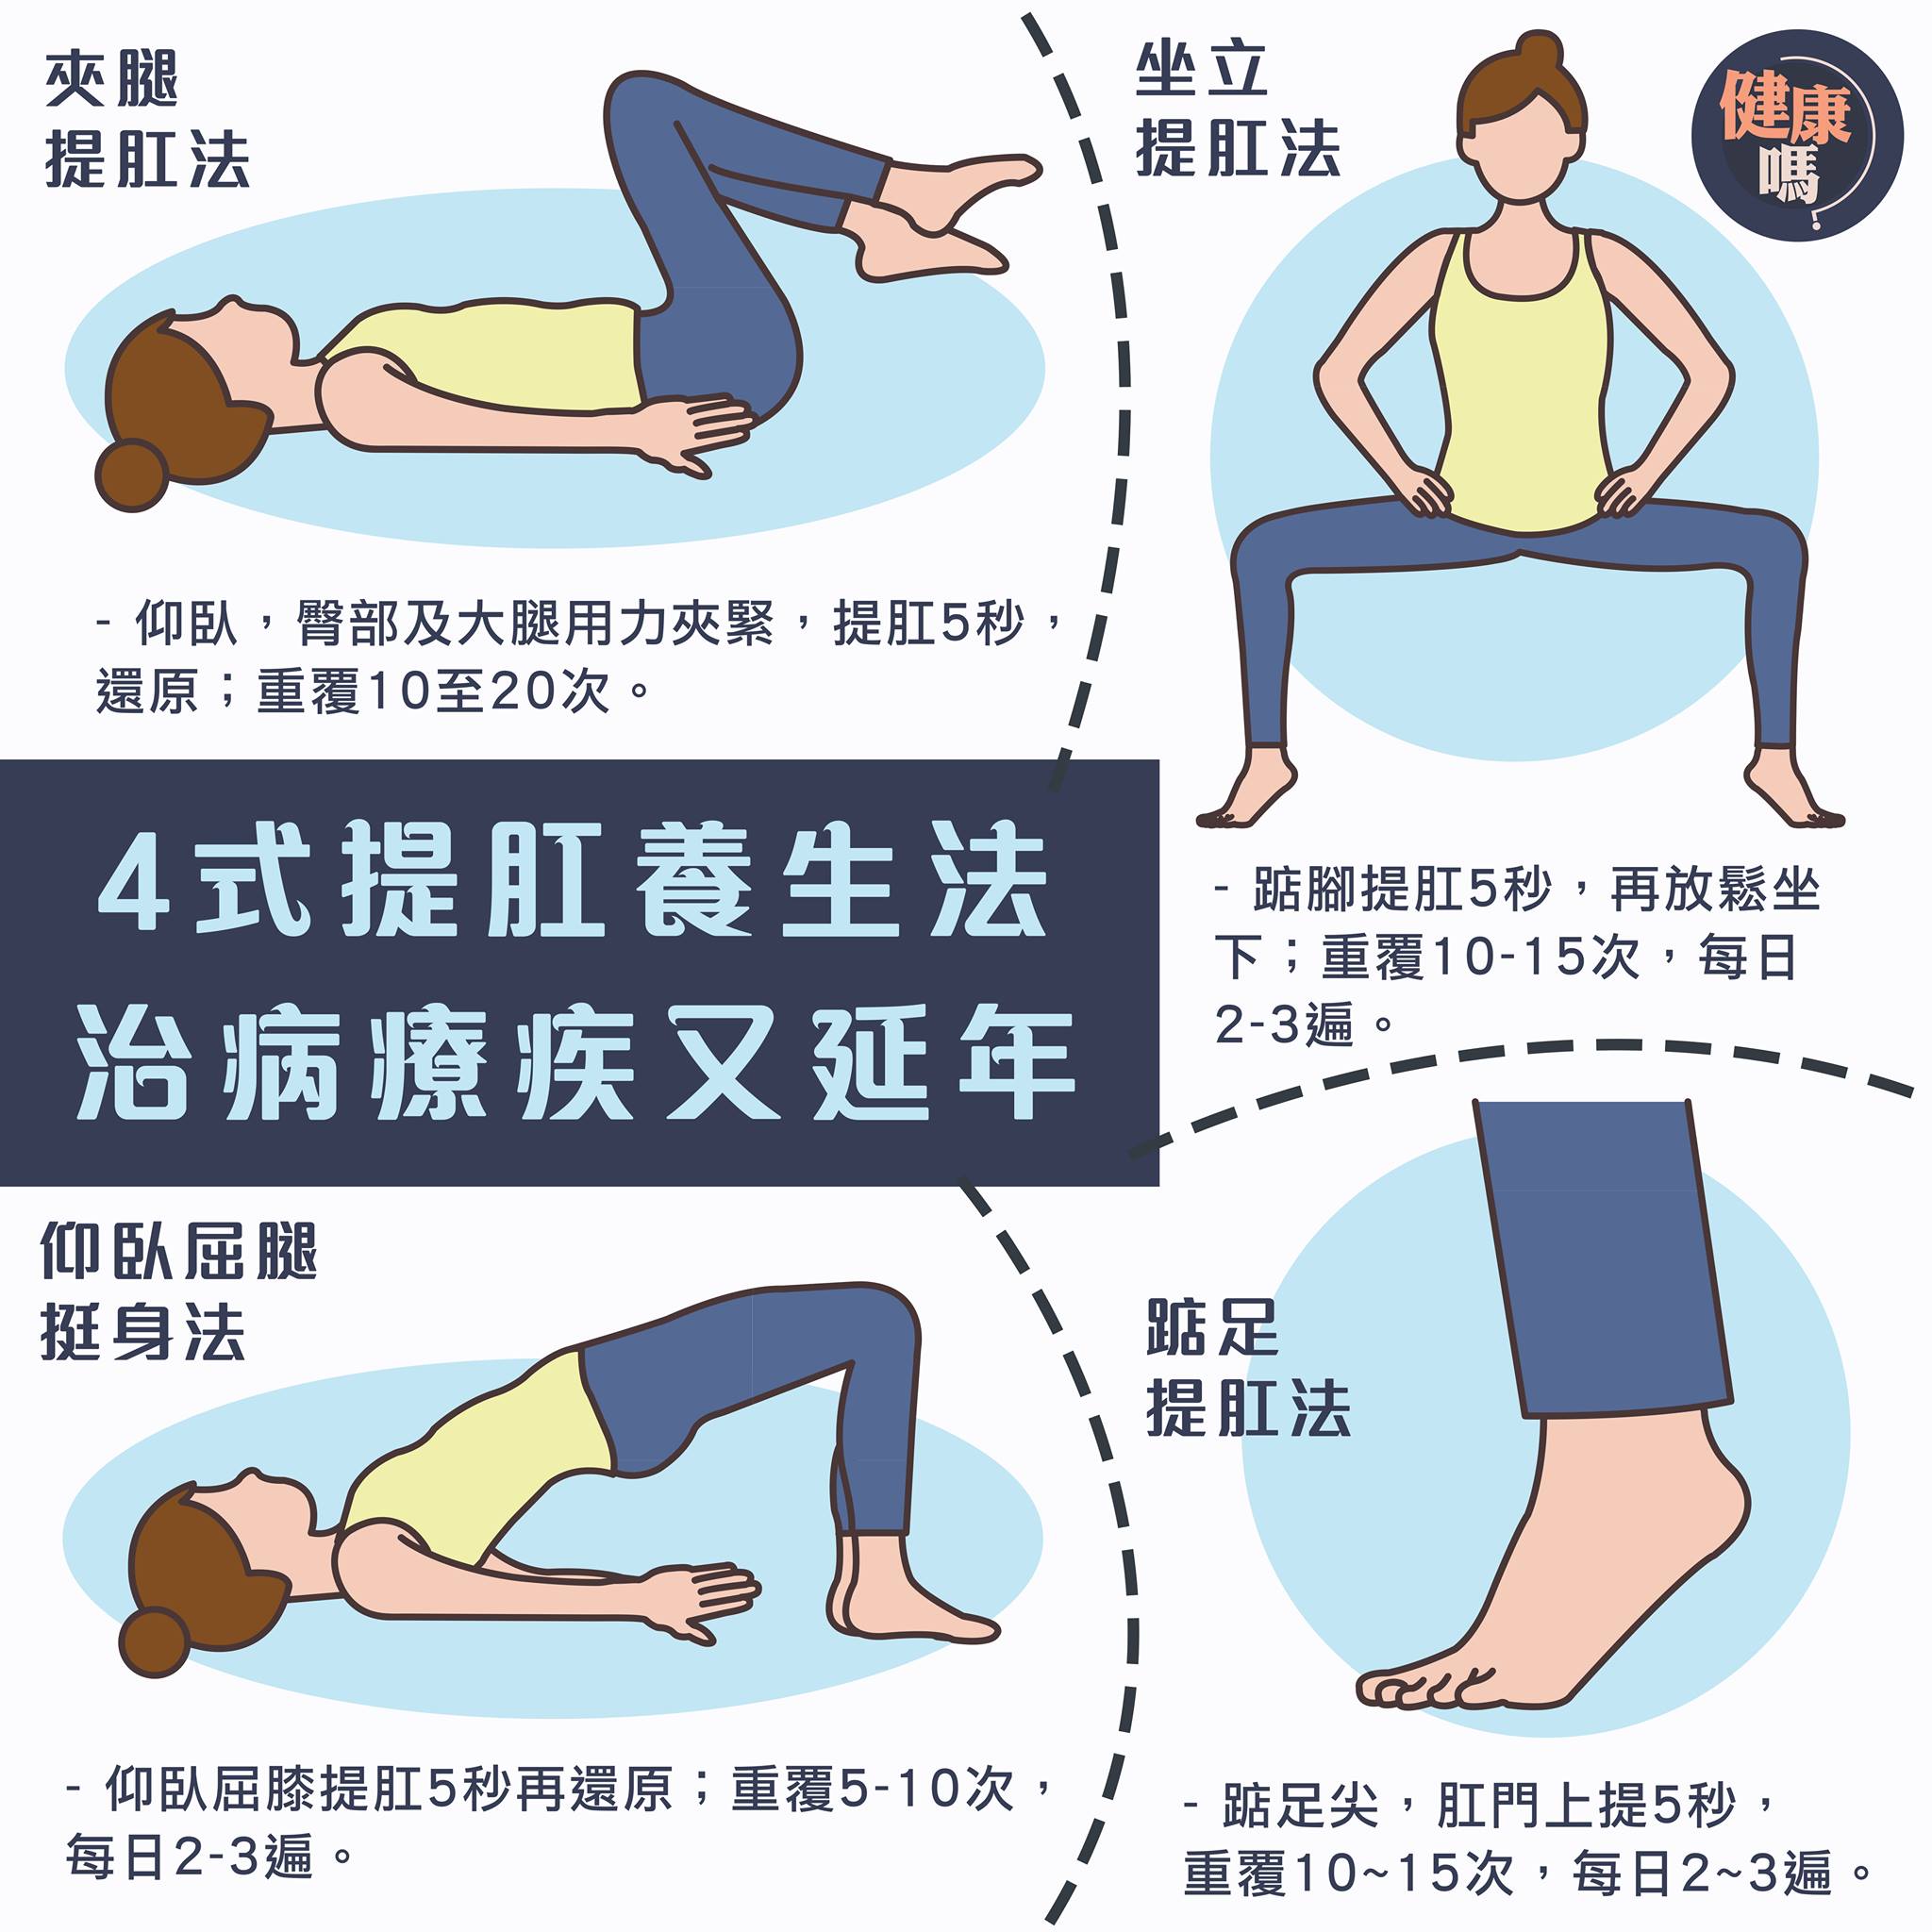 夾腿
提肛法
- 仰臥，臀部及大腿用力夾緊，提肛5秒，
還原；重覆10至20次。
坐立
提肛法
健康
嗎?
- 踮腳提肛5秒，再放鬆坐
下；重覆10-15次，每日
2-3遍。
4式提肛養生法
治病療疾又延年
仰臥屈腿
挺身法
- 仰臥屈膝提肛5秒再還原；重覆5-10次，
每日2-3遍。
踮足
提肛法
- 踮足尖，肛門上提5秒，
重覆10~15次，每日2~3遍。